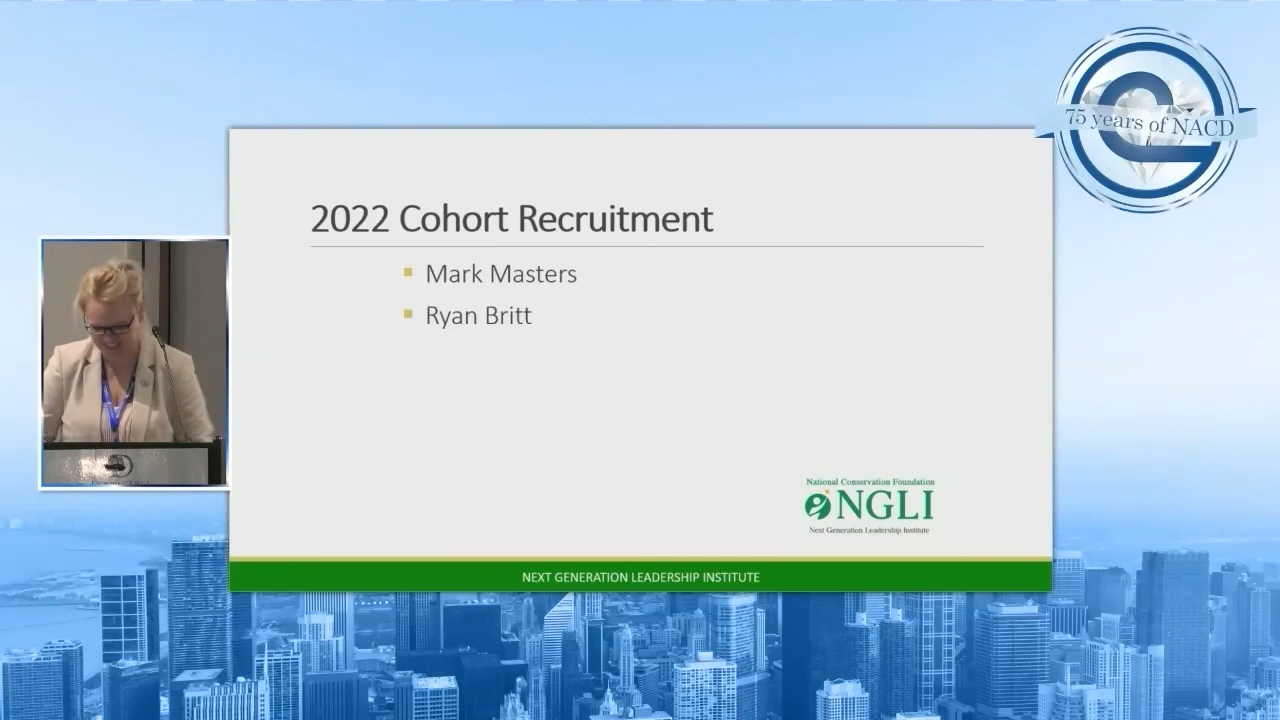 75 years of NACD
2022 Cohort Recruitment
Mark Masters
Ryan Britt
National Conservation Foundation
NGLI
Next Generation Leadership Institute
NEXT GENERATION LEADERSHIP INSTITUTE